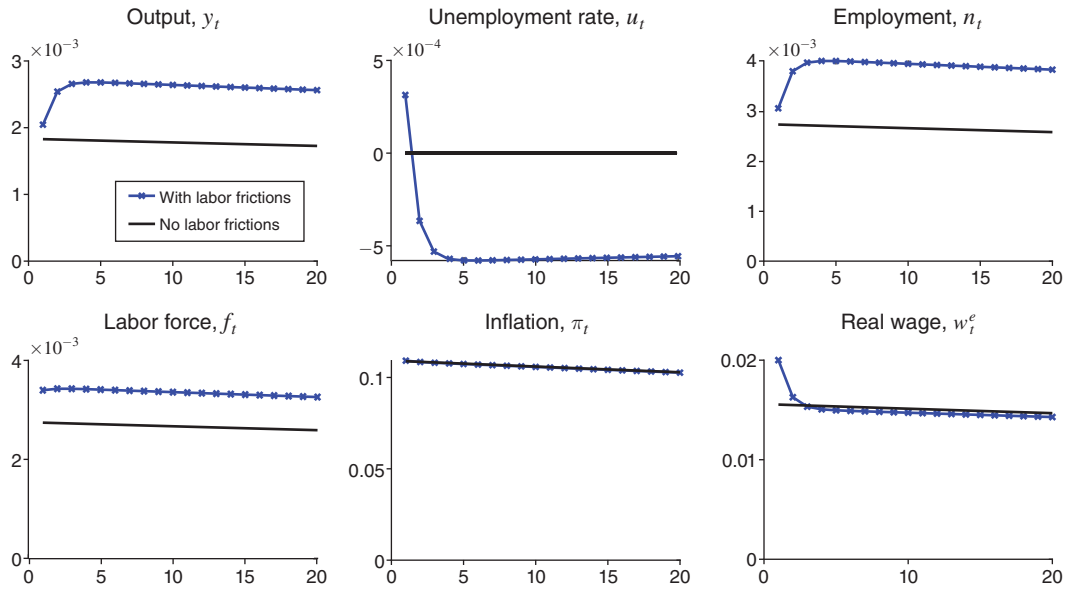 Output, y_t
Unemployment rate, u_t
Employment, n_t
×10⁻³
3
2
1
0
0 5 10 15 20
With labor frictions
No labor frictions
×10⁻⁴
5
0
−5
0 5 10 15 20
×10⁻³
4
3
2
1
0
0 5 10 15 20
Labor force, f_t
Inflation, π_t
Real wage, w_t^e
×10⁻³
4
2
0
0 5 10 15 20
0.1
0.05
0
0 5 10 15 20
0.02
0.01
0
0 10 20